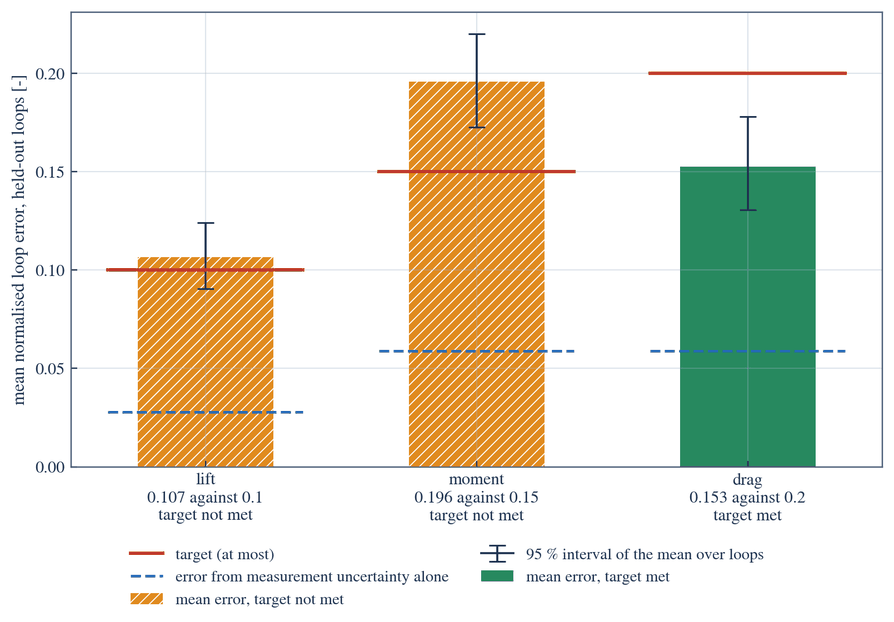 mean normalised loop error, held-out loops [-]
0.20
0.15
0.10
0.05
0.00
lift
0.107 against 0.1
target not met
moment
0.196 against 0.15
target not met
drag
0.153 against 0.2
target met
target (at most)
error from measurement uncertainty alone
mean error, target not met
95 % interval of the mean over loops
mean error, target met